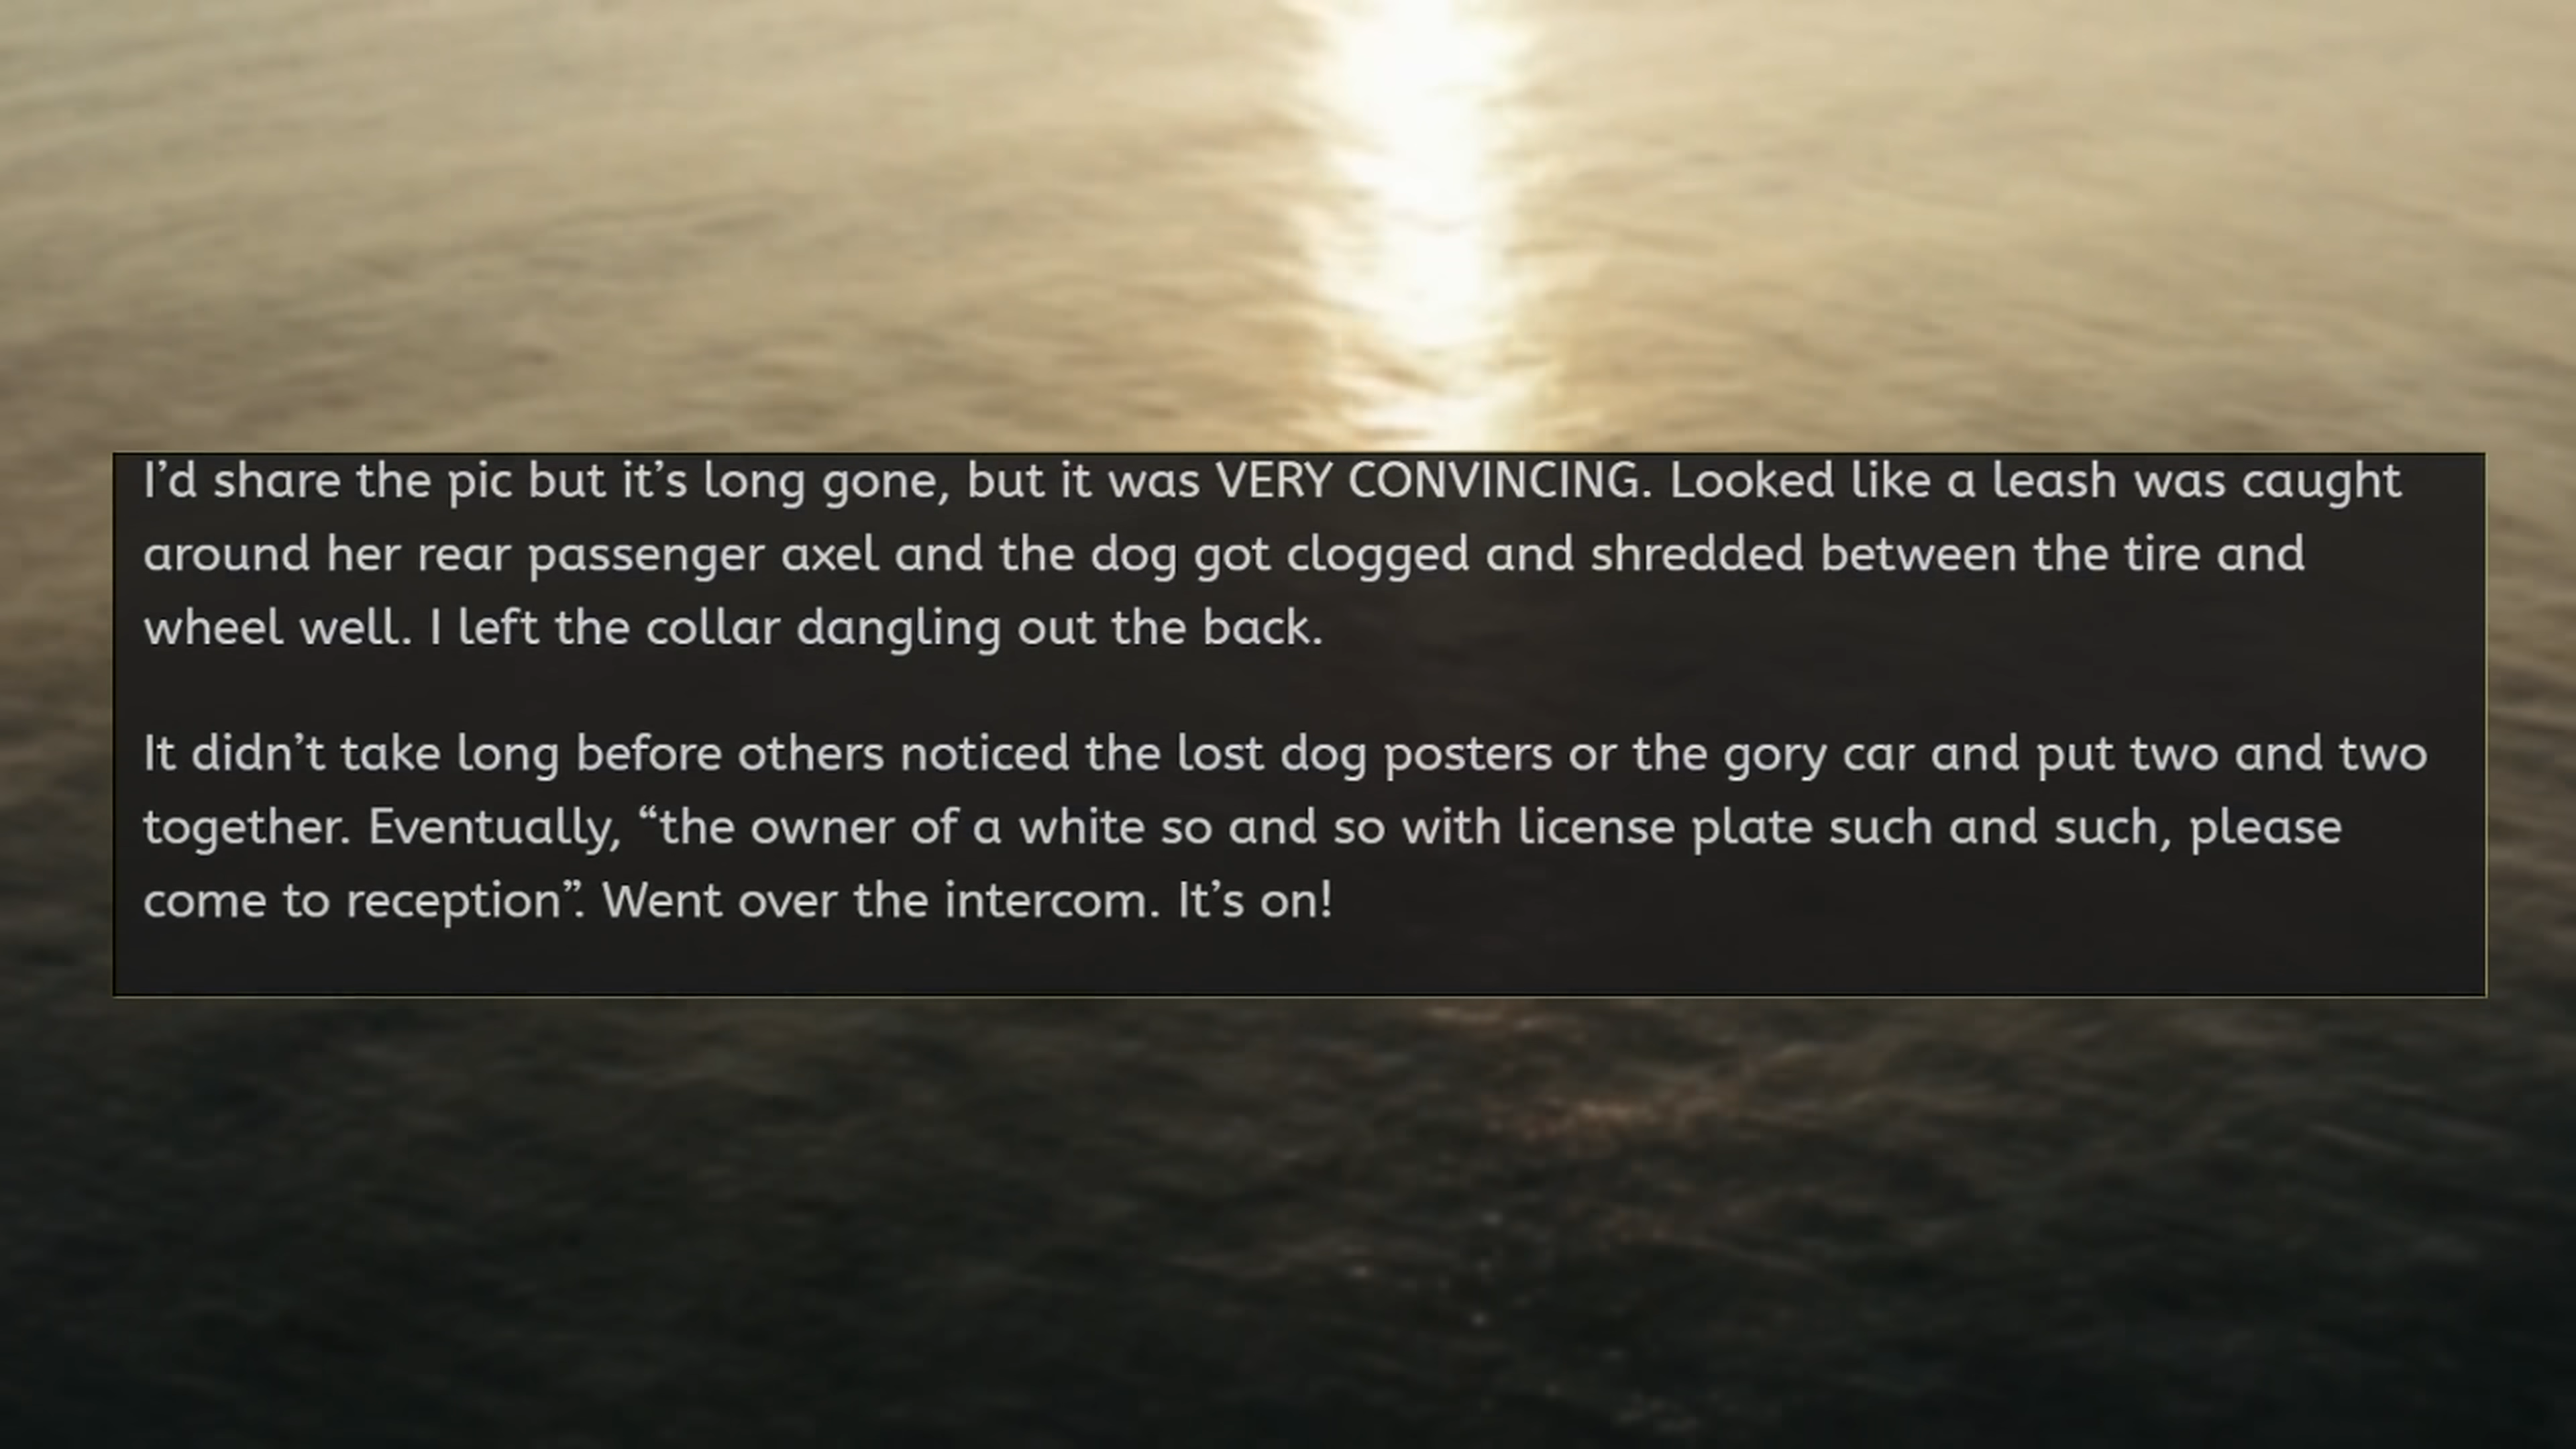 I’d share the pic but it’s long gone, but it was VERY CONVINCING. Looked like a leash was caught
around her rear passenger axel and the dog got clogged and shredded between the tire and
wheel well. I left the collar dangling out the back.
It didn’t take long before others noticed the lost dog posters or the gory car and put two and two
together. Eventually, “the owner of a white so and so with license plate such and such, please
come to reception”. Went over the intercom. It’s on!